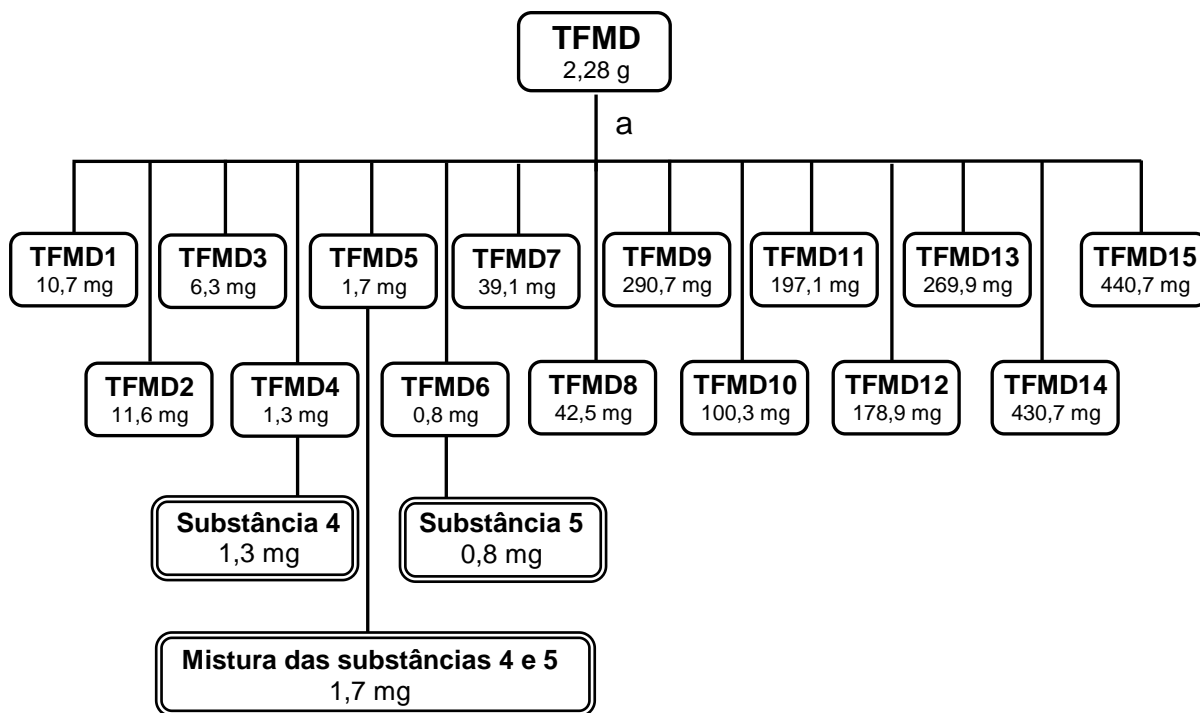 TFMD
2,28 g
a
TFMD1
10,7 mg
TFMD3
6,3 mg
TFMD5
1,7 mg
TFMD7
39,1 mg
TFMD9
290,7 mg
TFMD11
197,1 mg
TFMD13
269,9 mg
TFMD15
440,7 mg
TFMD2
11,6 mg
TFMD4
1,3 mg
TFMD6
0,8 mg
TFMD8
42,5 mg
TFMD10
100,3 mg
TFMD12
178,9 mg
TFMD14
430,7 mg
Substância 4
1,3 mg
Substância 5
0,8 mg
Mistura das substâncias 4 e 5
1,7 mg